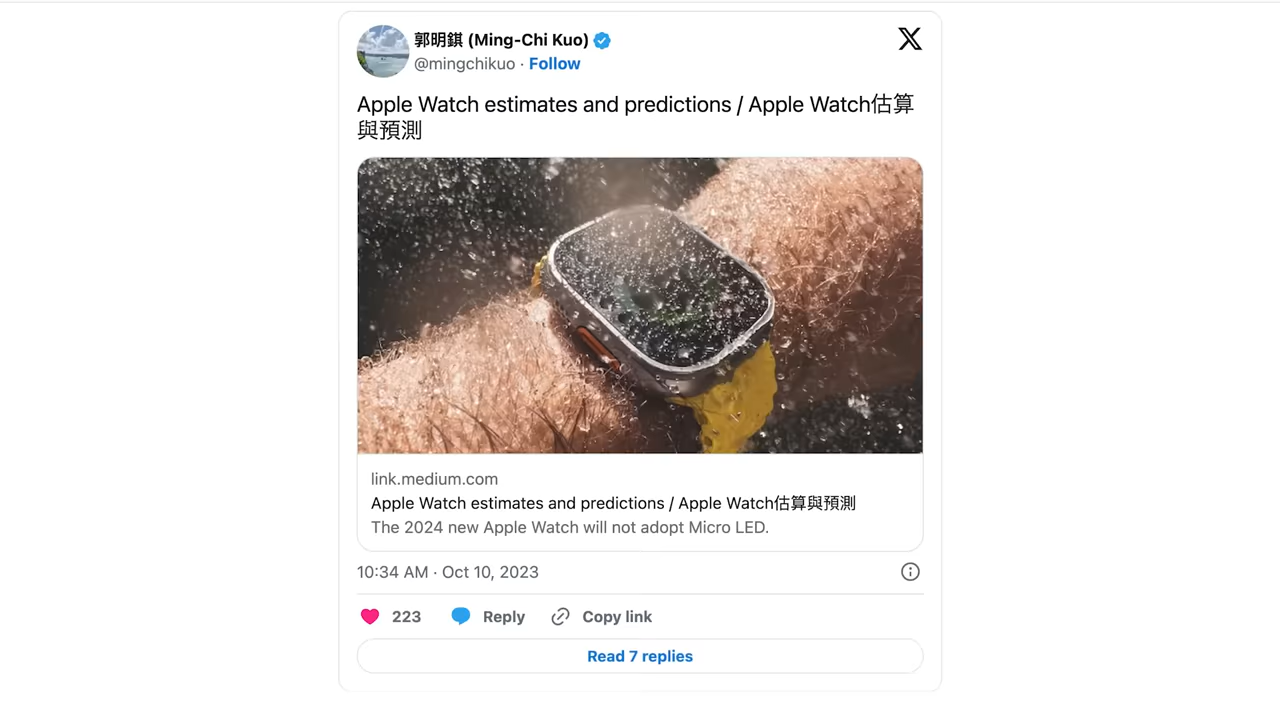 郭明錤 (Ming-Chi Kuo)
@mingchikuo · Follow
Apple Watch estimates and predictions / Apple Watch估算
與預測
link.medium.com
Apple Watch estimates and predictions / Apple Watch估算與預測
The 2024 new Apple Watch will not adopt Micro LED.
10:34 AM · Oct 10, 2023
223 Reply Copy link
Read 7 replies